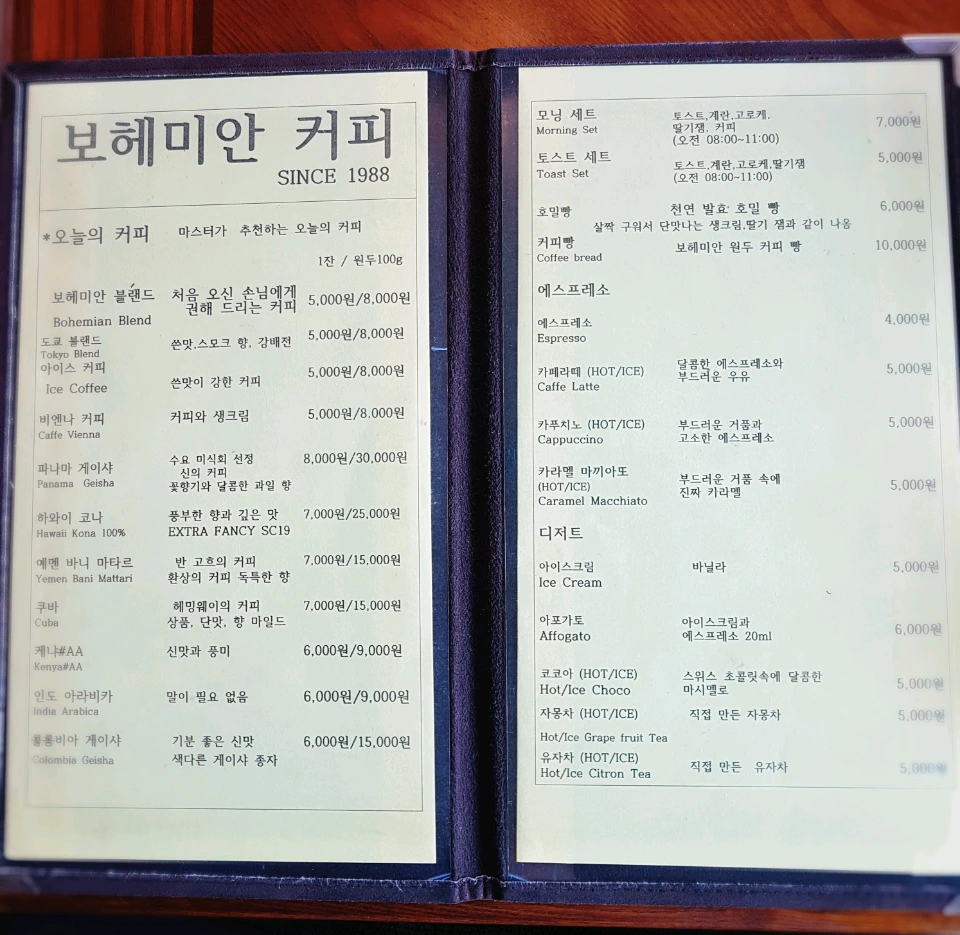 보헤미안 커피
SINCE 1988
*오늘의 커피 마스터가 추천하는 오늘의 커피
1잔 / 원두100g
보헤미안 블랜드 처음 오신 손님에게 5,000원/8,000원
권해 드리는 커피
Bohemian Blend
도쿄 블랜드 쓴맛,스모크 향, 강배전 5,000원/8,000원
Tokyo Blend
아이스 커피 쓴맛이 강한 커피 5,000원/8,000원
Ice Coffee
비엔나 커피 커피와 생크림 5,000원/8,000원
Caffe Vienna
파나마 게이샤 수요 미식회 선정 8,000원/30,000원
신의 커피
Panama Geisha 꽃향기와 달콤한 과일 향
하와이 코나 풍부한 향과 깊은 맛 7,000원/25,000원
Hawaii Kona 100% EXTRA FANCY SC19
예멘 바니 마타르 반 고흐의 커피 7,000원/15,000원
Yemen Bani Mattari 환상의 커피 독특한 향
쿠바 헤밍웨이의 커피 7,000원/15,000원
Cuba 상품, 단맛, 향 마일드
케냐#AA 신맛과 풍미 6,000원/9,000원
Kenya#AA
인도 아라비카 말이 필요 없음 6,000원/9,000원
India Arabica
콜롬비아 게이샤 기분 좋은 신맛 6,000원/15,000원
Colombia Geisha 색다른 게이샤 종자
모닝 세트 토스트,계란,고로케, 7,000원
Morning Set 딸기잼, 커피
(오전 08:00~11:00)
토스트 세트 토스트,계란,고로케,딸기잼 5,000원
Toast Set (오전 08:00~11:00)
호밀빵 천연 발효 호밀 빵 6,000원
살짝 구워서 단맛나는 생크림,딸기 잼과 같이 나옴
커피빵 보헤미안 원두 커피 빵 10,000원
Coffee bread
에스프레소
에스프레소 4,000원
Espresso
카페라떼 (HOT/ICE) 달콤한 에스프레소와 5,000원
Caffe Latte 부드러운 우유
카푸치노 (HOT/ICE) 부드러운 거품과 5,000원
Cappuccino 고소한 에스프레소
카라멜 마끼아또 부드러운 거품 속에 5,000원
(HOT/ICE) 진짜 키라멜
Caramel Macchiato
디저트
아이스크림 바닐라 5,000원
Ice Cream
아포가토 아이스크림과 6,000원
Affogato 에스프레소 20ml
코코아 (HOT/ICE) 스위스 초콜릿속에 달콤한 5,000원
Hot/Ice Choco 마시멜로
자몽차 (HOT/ICE) 직접 만든 자몽차 5,000원
Hot/Ice Grape fruit Tea
유자차 (HOT/ICE) 직접 만든 유자차 5,000원
Hot/Ice Citron Tea